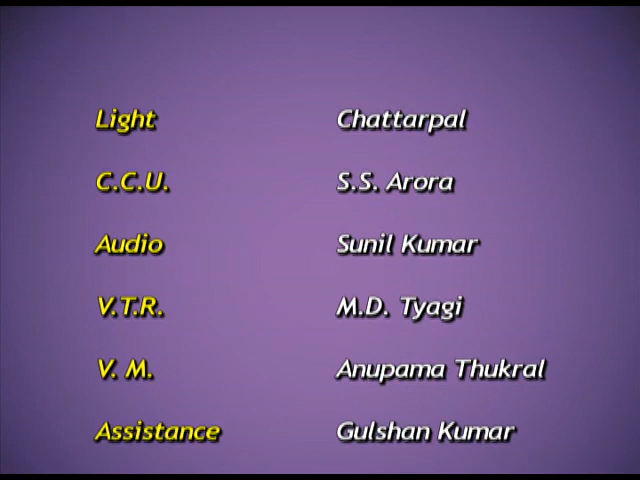 Light Chattarpal
C.C.U. S.S. Arora
Audio Sunil Kumar
V.T.R. M.D. Tyagi
V. M. Anupama Thukral
Assistance Gulshan Kumar